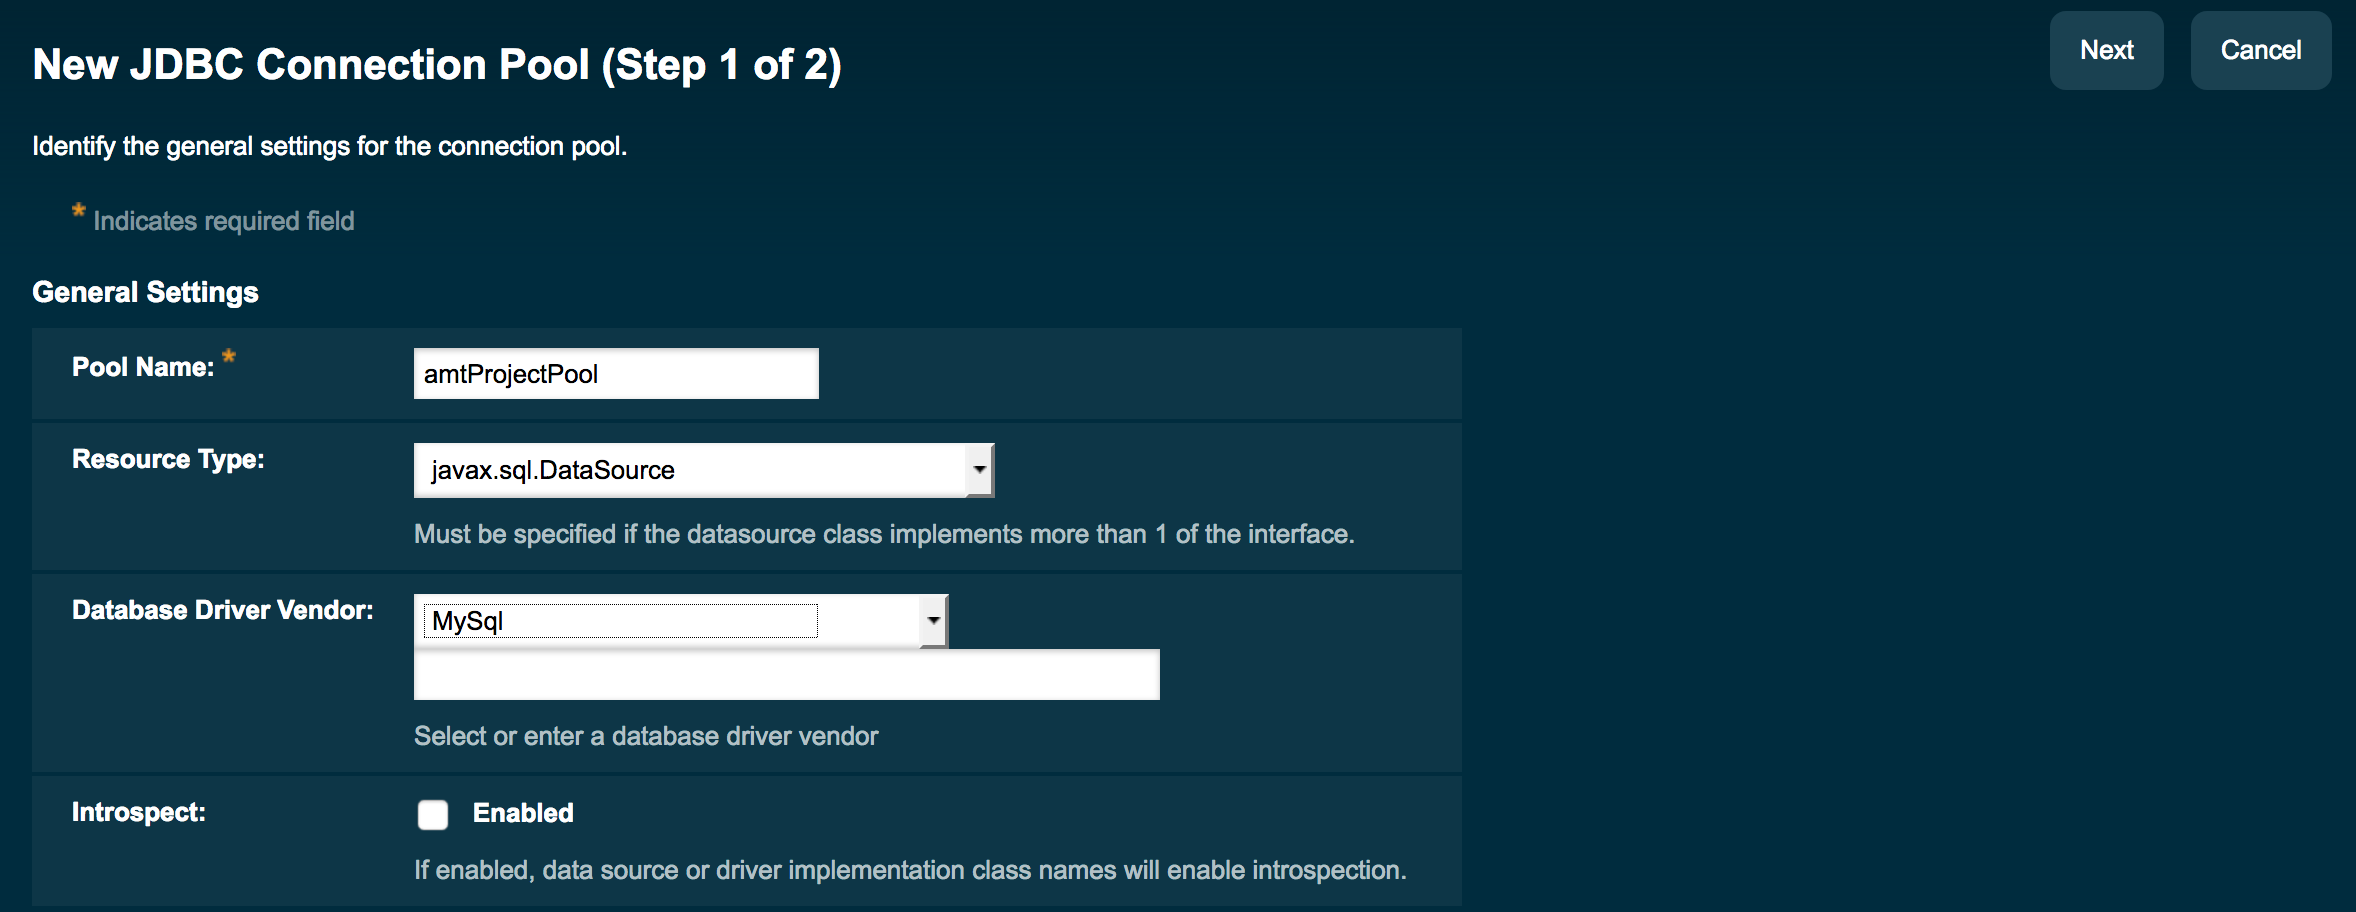 New JDBC Connection Pool (Step 1 of 2)
Next
Cancel
Identify the general settings for the connection pool.
* Indicates required field
General Settings
Pool Name: *
amtProjectPool
Resource Type:
javax.sql.DataSource
Must be specified if the datasource class implements more than 1 of the interface.
Database Driver Vendor:
MySql
Select or enter a database driver vendor
Introspect:
Enabled
If enabled, data source or driver implementation class names will enable introspection.